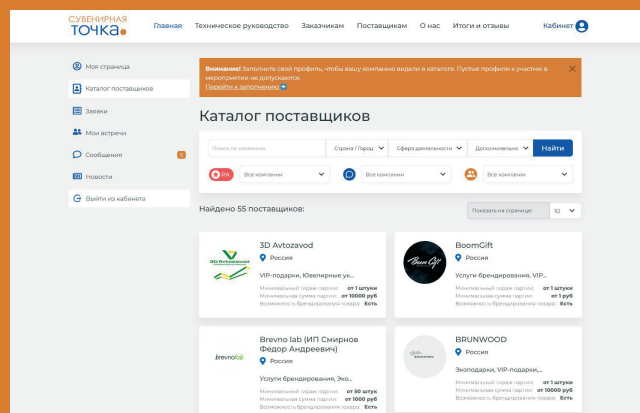 СУВЕНИРНАЯ
ТОЧКа
Главная Техническое руководство Заказчикам Поставщикам О нас Итоги и отзывы Кабинет
Моя страница
Каталог поставщиков
Заявки
Мои встречи
Сообщения
Новости
Выйти из кабинета
Внимание! Заполните свой профиль, чтобы вашу компанию видели в каталоге. Пустые профили к участию в
мероприятии не допускаются.
Перейти к заполнению
Каталог поставщиков
Поиск по названию Страна / Город Сфера деятельности Дополнительно Найти
РА Все компании Все компании Все компании
Найдено 55 поставщиков:
Показать на странице: 10
3D Avtozavod
3D Avtozavod
Россия
VIP-подарки, Ювелирные ук...
Минимальный тираж партии: от 1 штуки
Минимальная сумма партии: от 10000 руб
Возможность брендирования товара: Есть
Boom Gift
BoomGift
Россия
Услуги брендирования, VIP...
Минимальный тираж партии: от 1 штуки
Минимальная сумма партии: от 1 руб
Возможность брендирования товара: Есть
brevnolab
Brevno lab (ИП Смирнов
Федор Андреевич)
Россия
Услуги брендирования, Эко...
Минимальный тираж партии: от 50 штук
Минимальная сумма партии: от 1000 руб
Возможность брендирования товара: Есть
BRUNWOOD
Россия
Экоподарки, VIP-подарки,...
Минимальный тираж партии: от 1 штуки
Минимальная сумма партии: от 10000 руб
Возможность брендирования товара: Есть